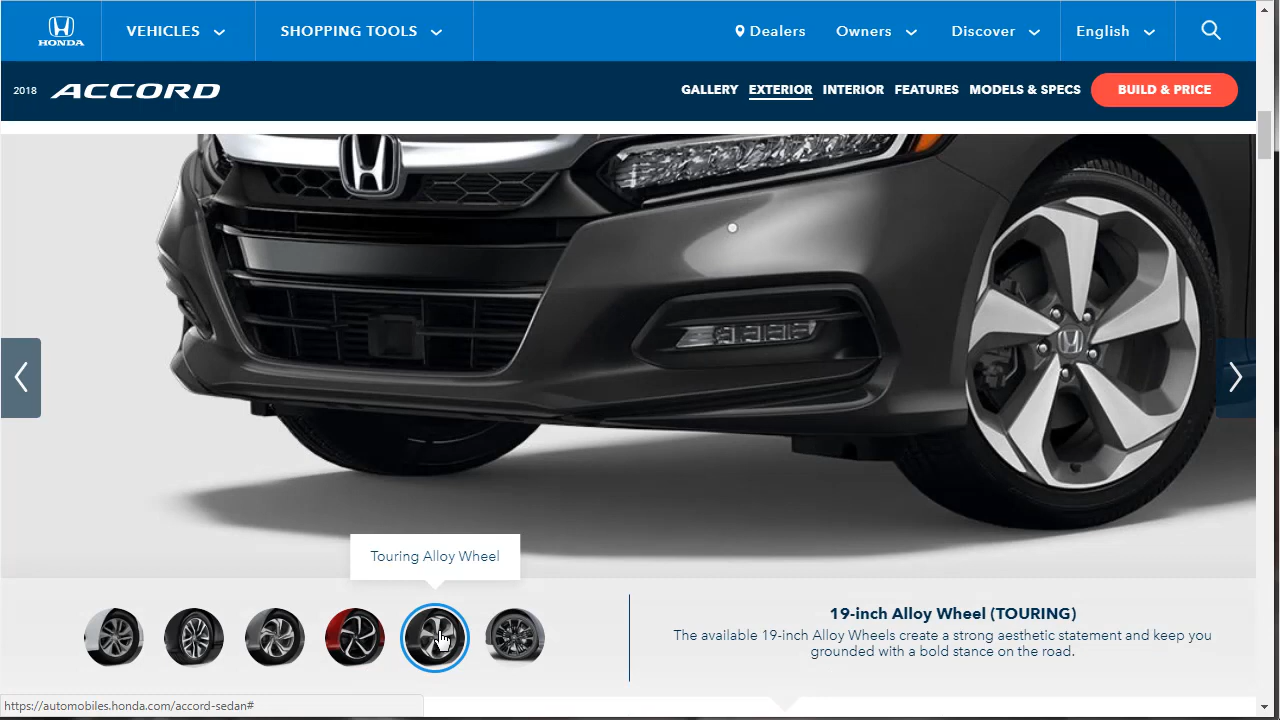 HONDA
VEHICLES
SHOPPING TOOLS
Dealers
Owners
Discover
English
2018 ACCORD
GALLERY
EXTERIOR
INTERIOR
FEATURES
MODELS & SPECS
BUILD & PRICE
Touring Alloy Wheel
19-inch Alloy Wheel (TOURING)
The available 19-inch Alloy Wheels create a strong aesthetic statement and keep you
grounded with a bold stance on the road.
https://automobiles.honda.com/accord-sedan#